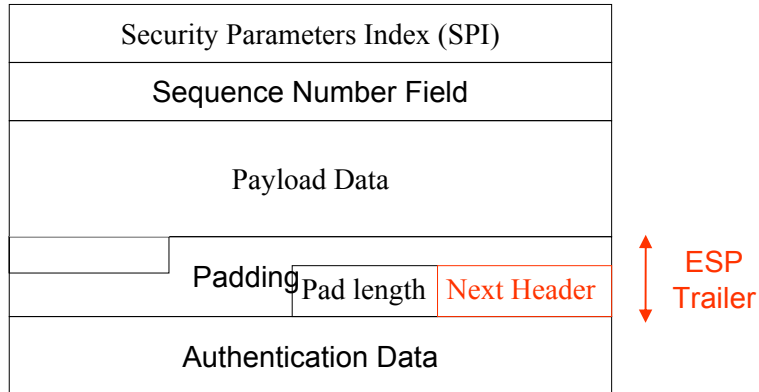 Security Parameters Index (SPI)
Sequence Number Field
Payload Data
Padding
Pad length
Next Header
ESP
Trailer
Authentication Data